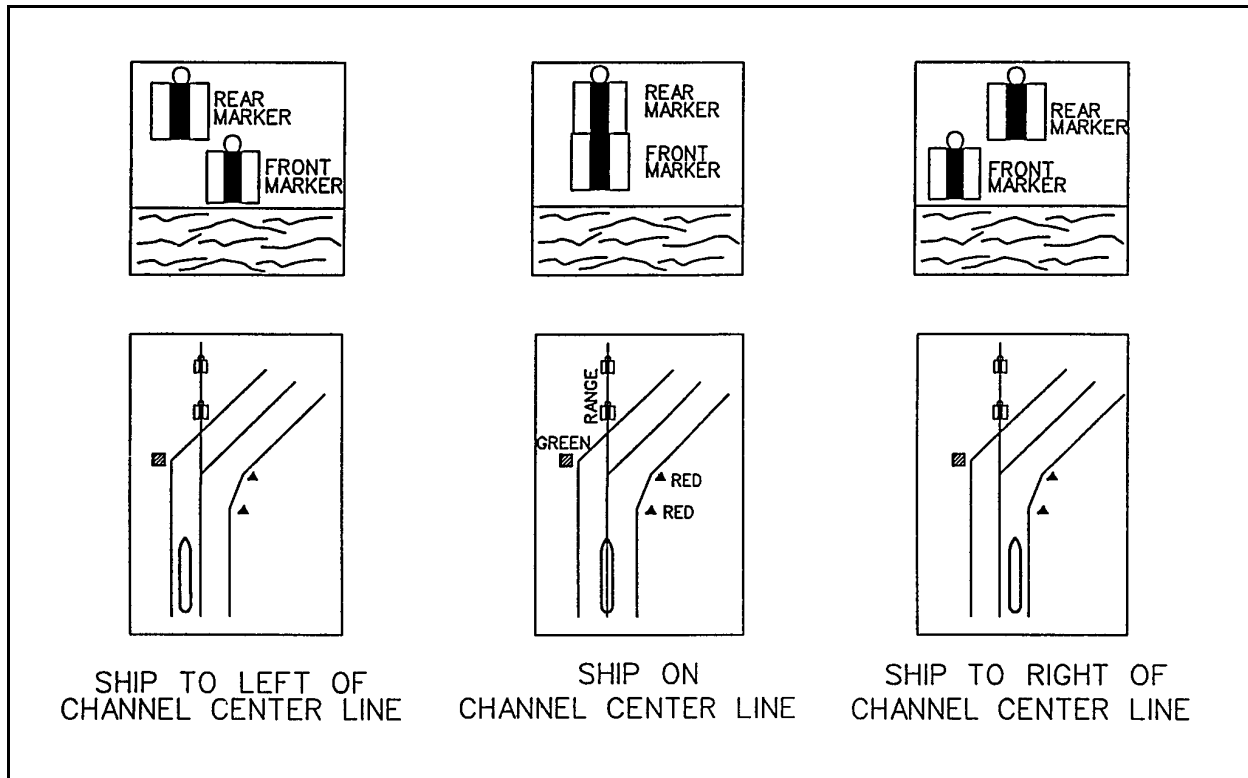 REAR
MARKER
FRONT
MARKER
REAR
MARKER
FRONT
MARKER
REAR
MARKER
FRONT
MARKER
RANGE
GREEN
RED
RED
SHIP TO LEFT OF
CHANNEL CENTER LINE
SHIP ON
CHANNEL CENTER LINE
SHIP TO RIGHT OF
CHANNEL CENTER LINE